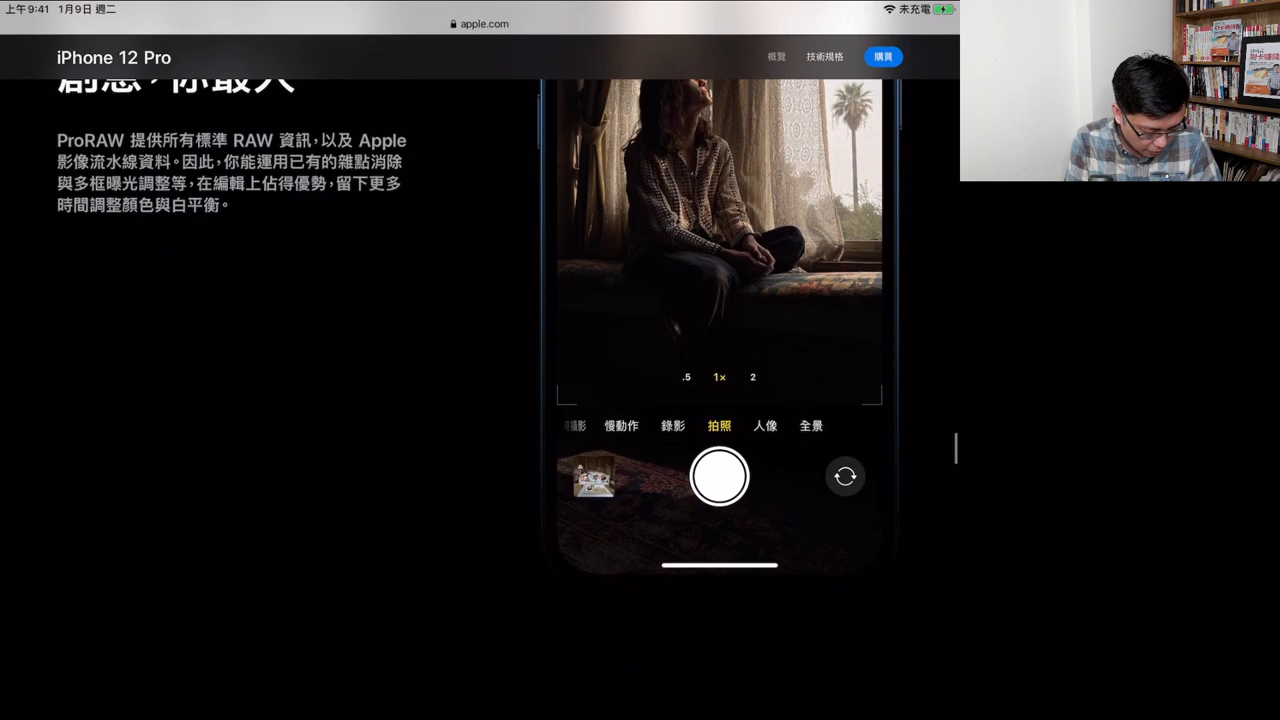 上午9:41 1月9日 週二
未充電
apple.com
iPhone 12 Pro
概覽 技術規格 購買
創意，你最大
ProRAW 提供所有標準 RAW 資訊，以及 Apple
影像流水線資料。因此，你能運用已有的雜點消除
與多框曝光調整等，在編輯上佔得優勢，留下更多
時間調整顏色與白平衡。
.5 1× 2
慢動作 錄影 拍照 人像 全景